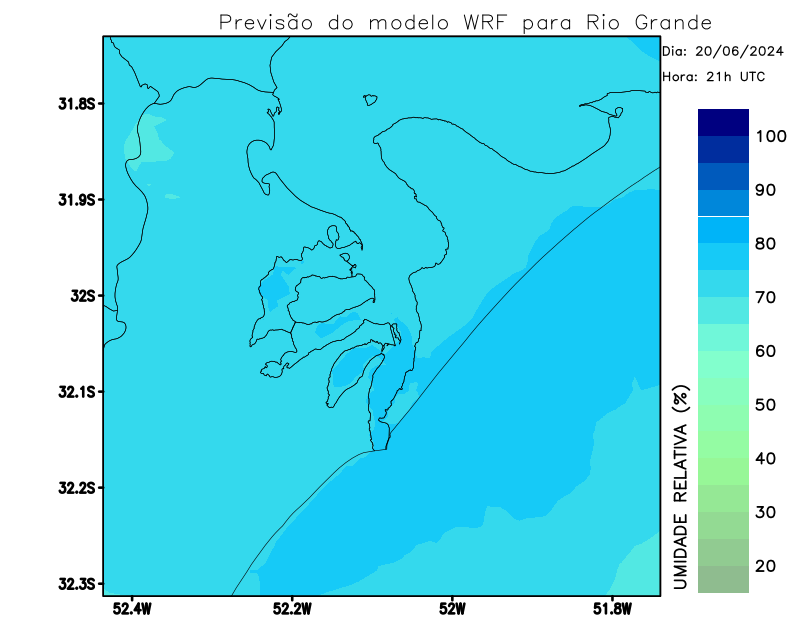 Previsão do modelo WRF para Rio Grande
Dia: 20/06/2024
Hora: 21h UTC
31.8S
31.9S
32S
32.1S
32.2S
32.3S
52.4W
52.2W
52W
51.8W
100
90
80
70
60
50
40
30
20
UMIDADE RELATIVA (%)